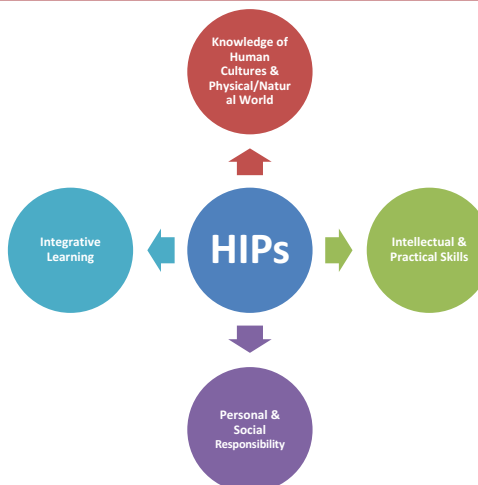 Knowledge of
Human
Cultures &
Physical/Natur
al World
Integrative
Learning
HIPs
Intellectual &
Practical Skills
Personal &
Social
Responsibility